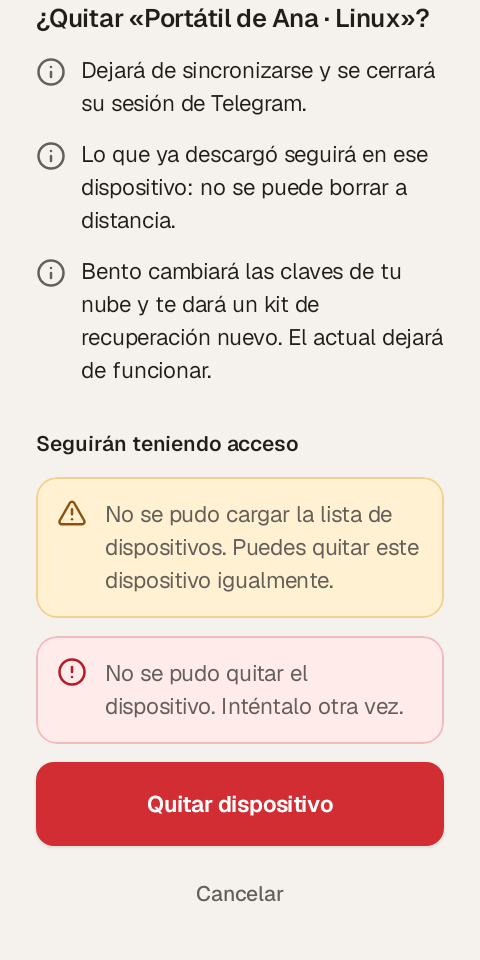 ¿Quitar «Portátil de Ana · Linux»?
Dejará de sincronizarse y se cerrará
su sesión de Telegram.
Lo que ya descargó seguirá en ese
dispositivo: no se puede borrar a
distancia.
Bento cambiará las claves de tu
nube y te dará un kit de
recuperación nuevo. El actual dejará
de funcionar.
Seguirán teniendo acceso
No se pudo cargar la lista de
dispositivos. Puedes quitar este
dispositivo igualmente.
No se pudo quitar el
dispositivo. Inténtalo otra vez.
Quitar dispositivo
Cancelar